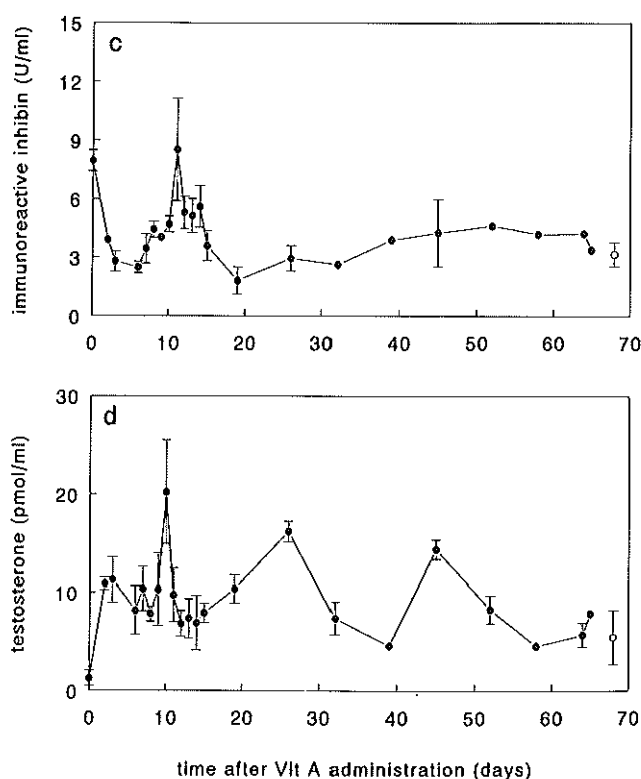 c
immunoreactive inhibin (U/ml)
15
12
9
6
3
0
0 10 20 30 40 50 60 70
d
testosterone (pmol/ml)
30
20
10
0
0 10 20 30 40 50 60 70
time after Vit A administration (days)